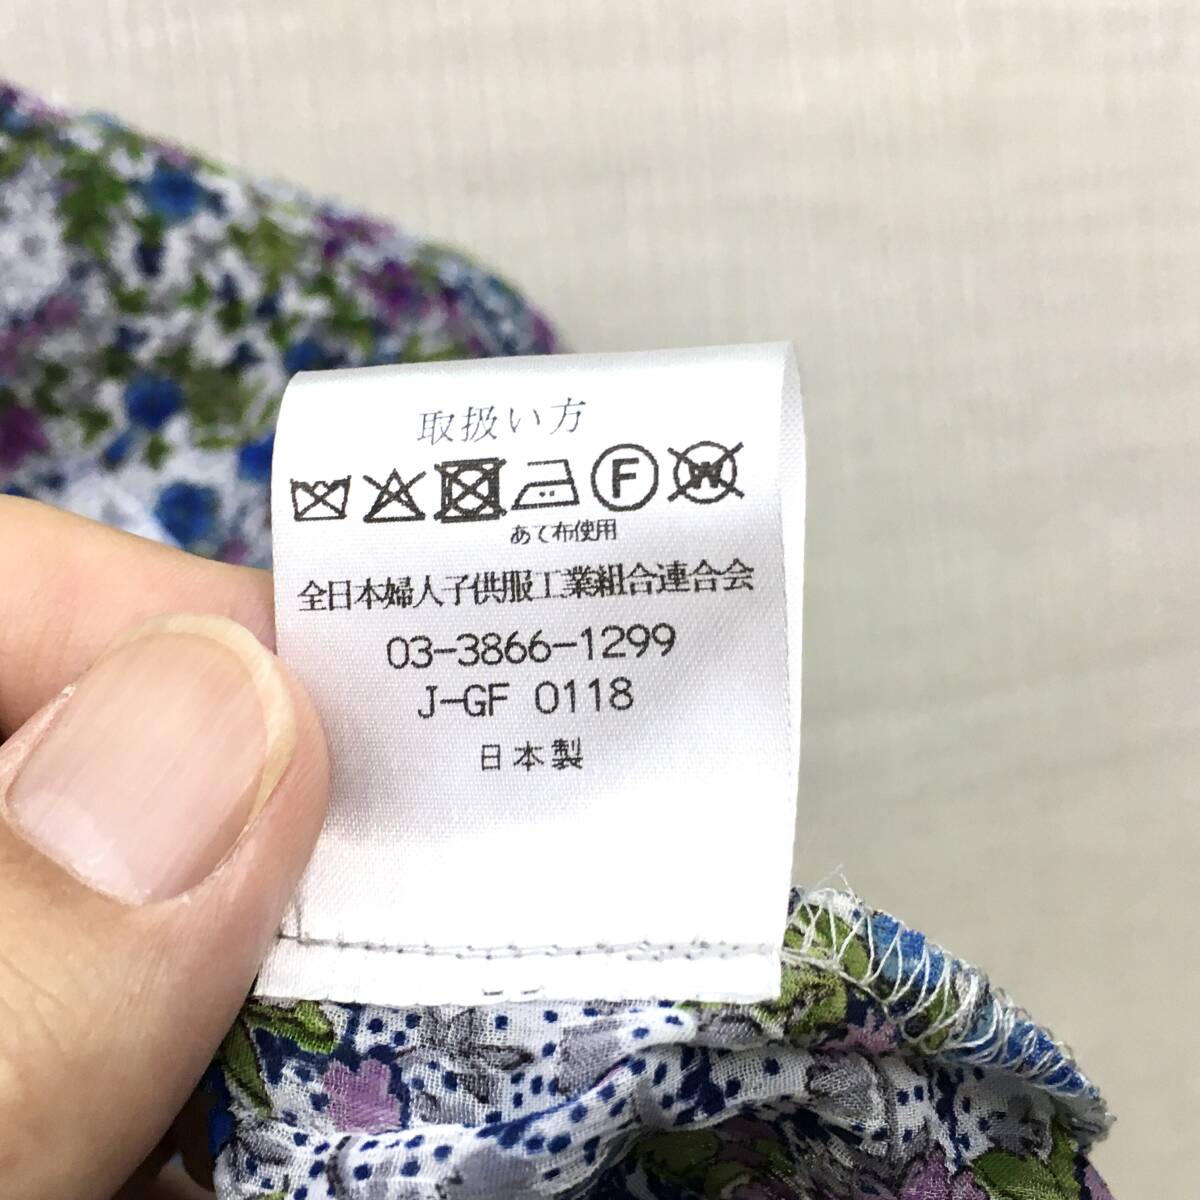 取扱い方
F W
あて布使用
全日本婦人子供服工業組合連合会
03-3866-1299
J-GF 0118
日本製